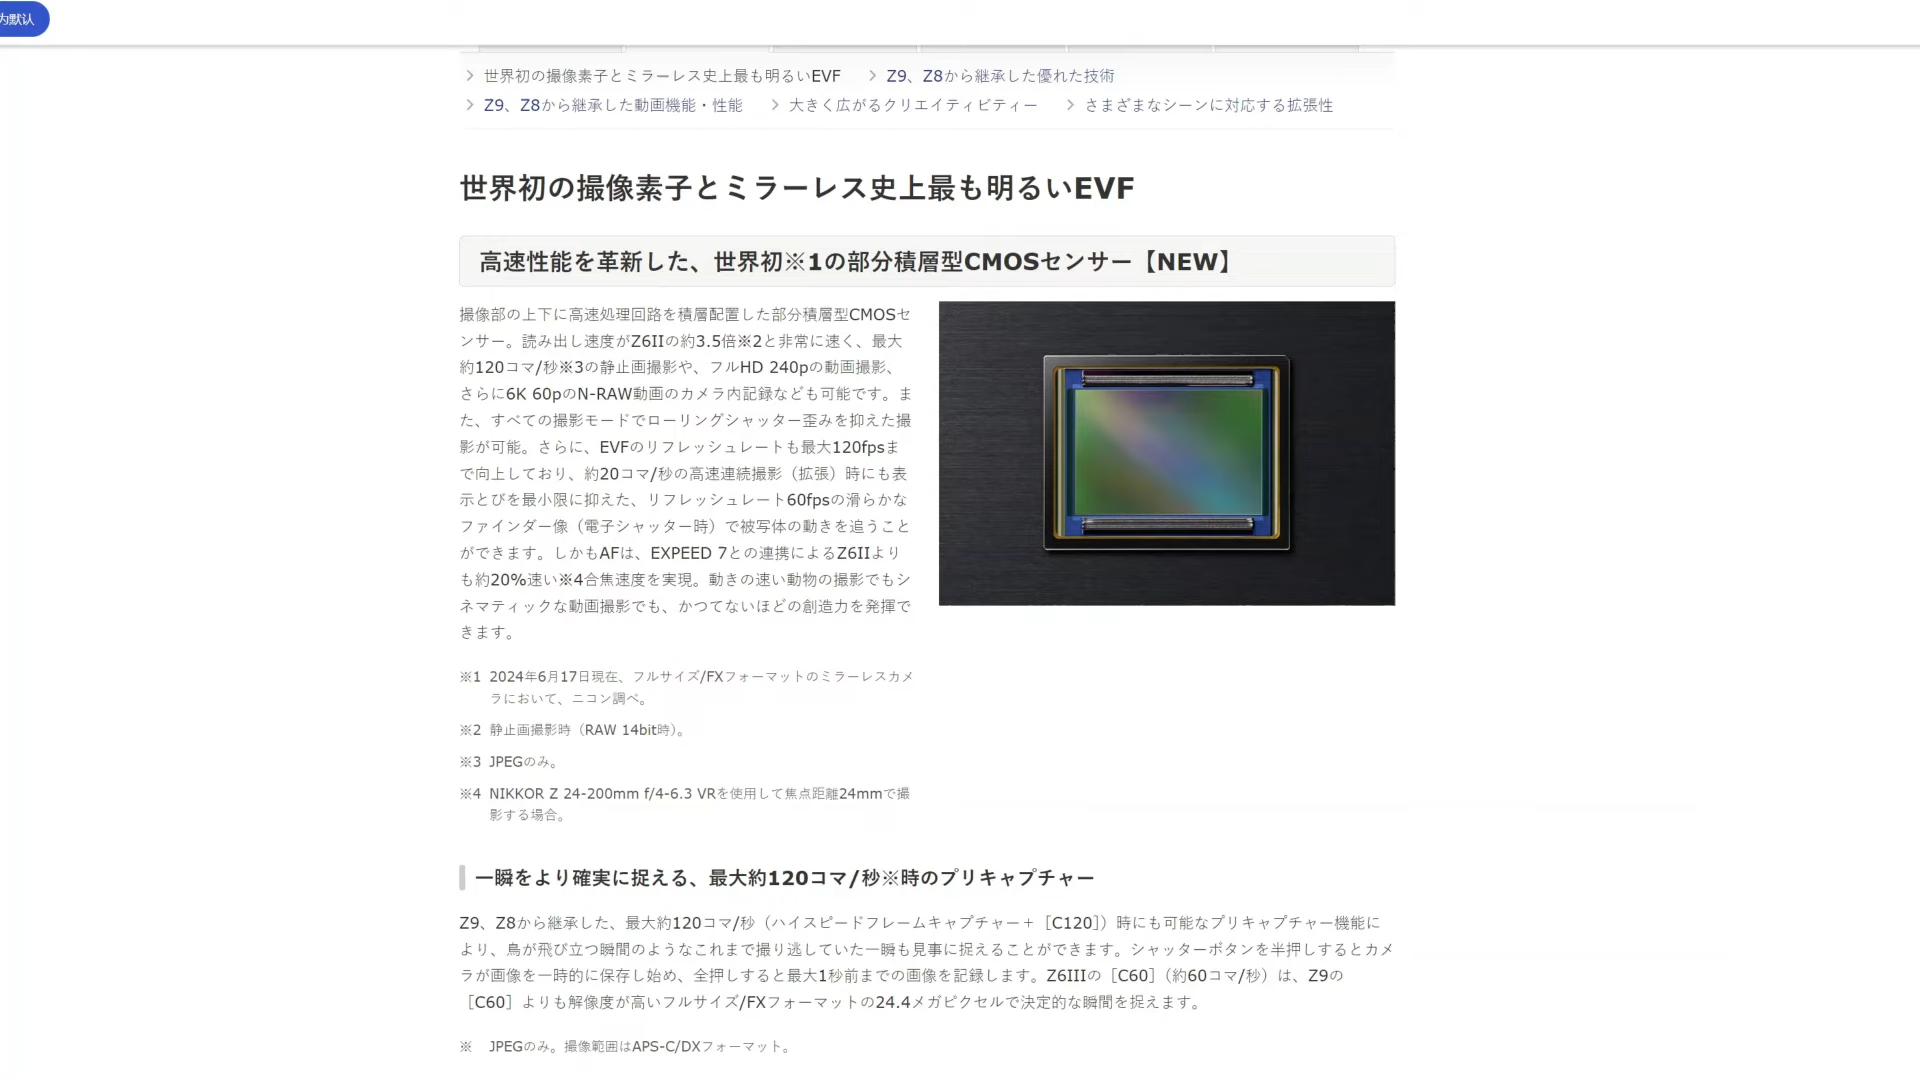 为默认
世界初の撮像素子とミラーレス史上最も明るいEVF Z9、Z8から継承した優れた技術
Z9、Z8から継承した動画機能・性能 大きく広がるクリエイティビティー さまざまなシーンに対応する拡張性
世界初の撮像素子とミラーレス史上最も明るいEVF
高速性能を革新した、世界初※1の部分積層型CMOSセンサー【NEW】
撮像部の上下に高速処理回路を積層配置した部分積層型CMOSセ
ンサー。読み出し速度がZ6IIの約3.5倍※2と非常に速く、最大
約120コマ/秒※3の静止画撮影や、フルHD 240pの動画撮影、
さらに6K 60pのN-RAW動画のカメラ内記録なども可能です。ま
た、すべての撮影モードでローリングシャッター歪みを抑えた撮
影が可能。さらに、EVFのリフレッシュレートも最大120fpsま
で向上しており、約20コマ/秒の高速連続撮影（拡張）時にも表
示とびを最小限に抑えた、リフレッシュレート60fpsの滑らかな
ファインダー像（電子シャッター時）で被写体の動きを追うこと
ができます。しかもAFは、EXPEED 7との連携によるZ6IIより
も約20%速い※4合焦速度を実現。動きの速い動物の撮影でもシ
ネマティックな動画撮影でも、かつてないほどの創造力を発揮で
きます。
※1 2024年6月17日現在、フルサイズ/FXフォーマットのミラーレスカメ
ラにおいて、ニコン調べ。
※2 静止画撮影時（RAW 14bit時）。
※3 JPEGのみ。
※4 NIKKOR Z 24-200mm f/4-6.3 VRを使用して焦点距離24mmで撮
影する場合。
一瞬をより確実に捉える、最大約120コマ/秒※時のプリキャプチャー
Z9、Z8から継承した、最大約120コマ/秒（ハイスピードフレームキャプチャー＋［C120］）時にも可能なプリキャプチャー機能に
より、鳥が飛び立つ瞬間のようなこれまで撮り逃していた一瞬も見事に捉えることができます。シャッターボタンを半押しするとカメ
ラが画像を一時的に保存し始め、全押しすると最大1秒前までの画像を記録します。Z6IIIの［C60］（約60コマ/秒）は、Z9の
［C60］よりも解像度が高いフルサイズ/FXフォーマットの24.4メガピクセルで決定的な瞬間を捉えます。
※ JPEGのみ。撮像範囲はAPS-C/DXフォーマット。